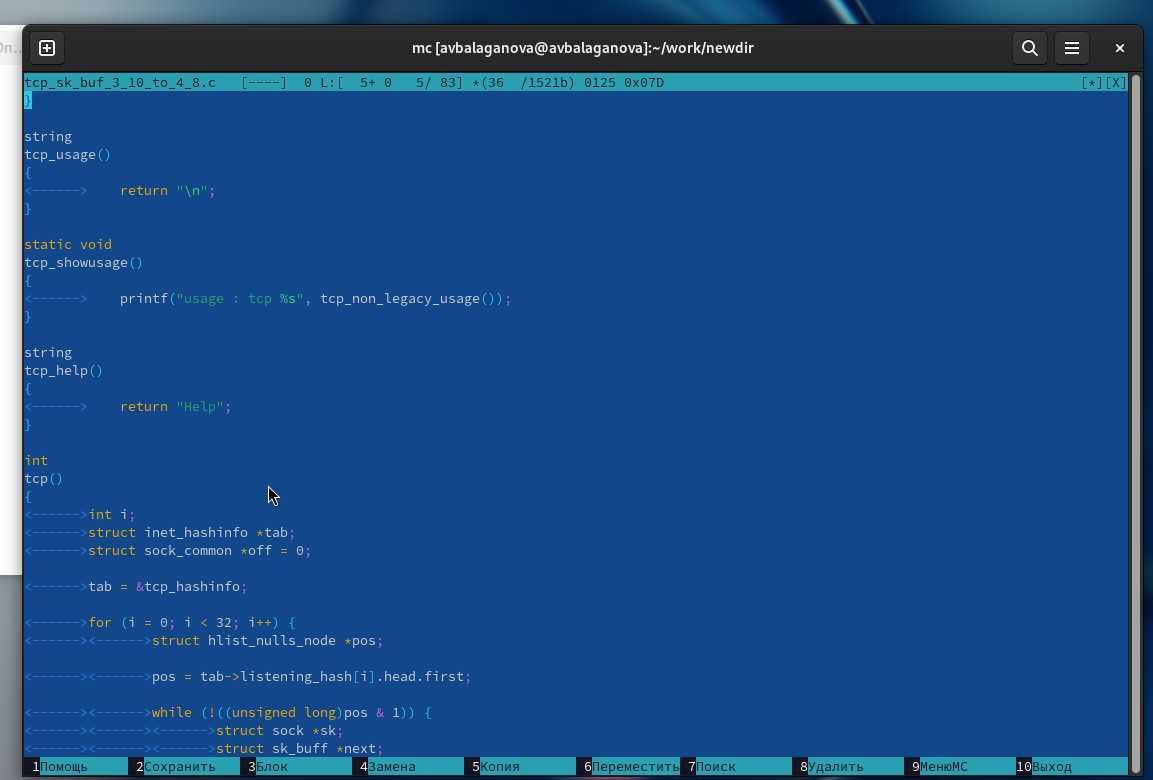 Оп…
mc [avbalaganova@avbalaganova]:~/work/newdir
tcp_sk_buf_3_10_to_4_8.c   [----]  0 L:[  5+ 0   5/ 83] *(36  /1521b) 0125 0x07D                                                    [*][X]
}
string
tcp_usage()
{
<------>    return "\n";
}
static void
tcp_showusage()
{
<------>    printf("usage : tcp %s", tcp_non_legacy_usage());
}
string
tcp_help()
{
<------>    return "Help";
}
int
tcp()
{
<------>int i;
<------>struct inet_hashinfo *tab;
<------>struct sock_common *off = 0;
<------>tab = &tcp_hashinfo;
<------>for (i = 0; i < 32; i++) {
<------><------>struct hlist_nulls_node *pos;
<------><------>pos = tab->listening_hash[i].head.first;
<------><------>while (!((unsigned long)pos & 1)) {
<------><------><------>struct sock *sk;
<------><------><------>struct sk_buff *next;
1Помощь  2Сохранить  3Блок  4Замена  5Копия  6Переместить  7Поиск  8Удалить  9МенюМС  10Выход